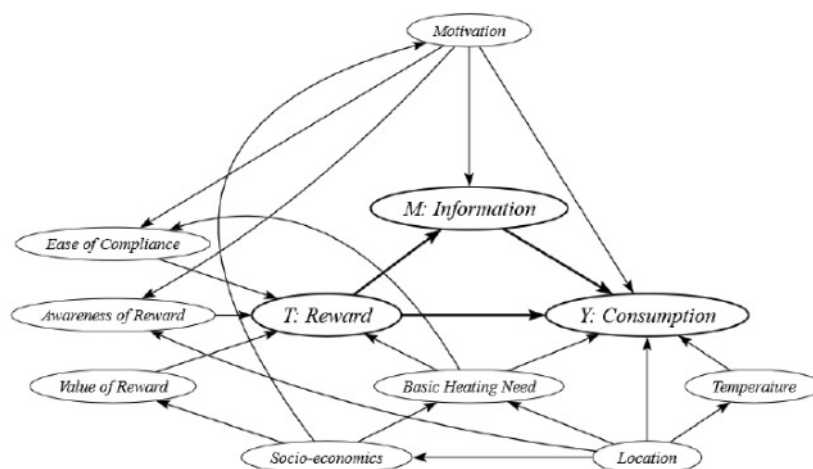 Motivation
M: Information
Ease of Compliance
Awareness of Reward
T: Reward
Y: Consumption
Value of Reward
Basic Heating Need
Temperature
Socio-economics
Location